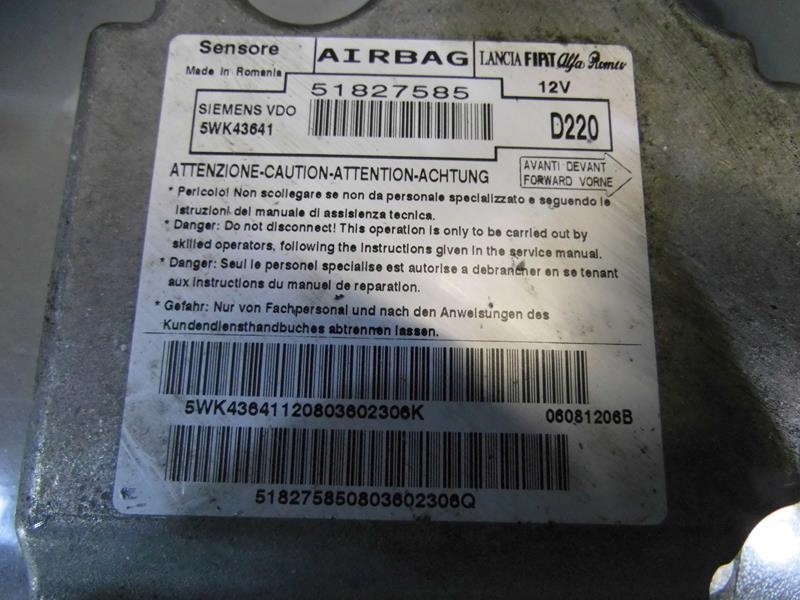 Sensore AIRBAG LANCIA FIAT Alfa Romeo
Made in Romania 12V
51827585
SIEMENS VDO
5WK43641 D220
ATTENZIONE-CAUTION-ATTENTION-ACHTUNG
AVANTI DEVANT
FORWARD VORNE
* Pericolo! Non scollegare se non da personale specializzato e seguendo le
istruzioni del manuale di assistenza tecnica.
* Danger: Do not disconnect! This operation is only to be carried out by
skilled operators, following the instructions given in the service manual.
* Danger: Seul le personel specialise est autorise a debrancher en se tenant
aux instructions du manuel de reparation.
* Gefahr: Nur von Fachpersonal und nach den Anweisungen des
Kundendiensthandbuches abtrennen lassen.
5WK43641120803602306K 06081206B
518275850803602306Q